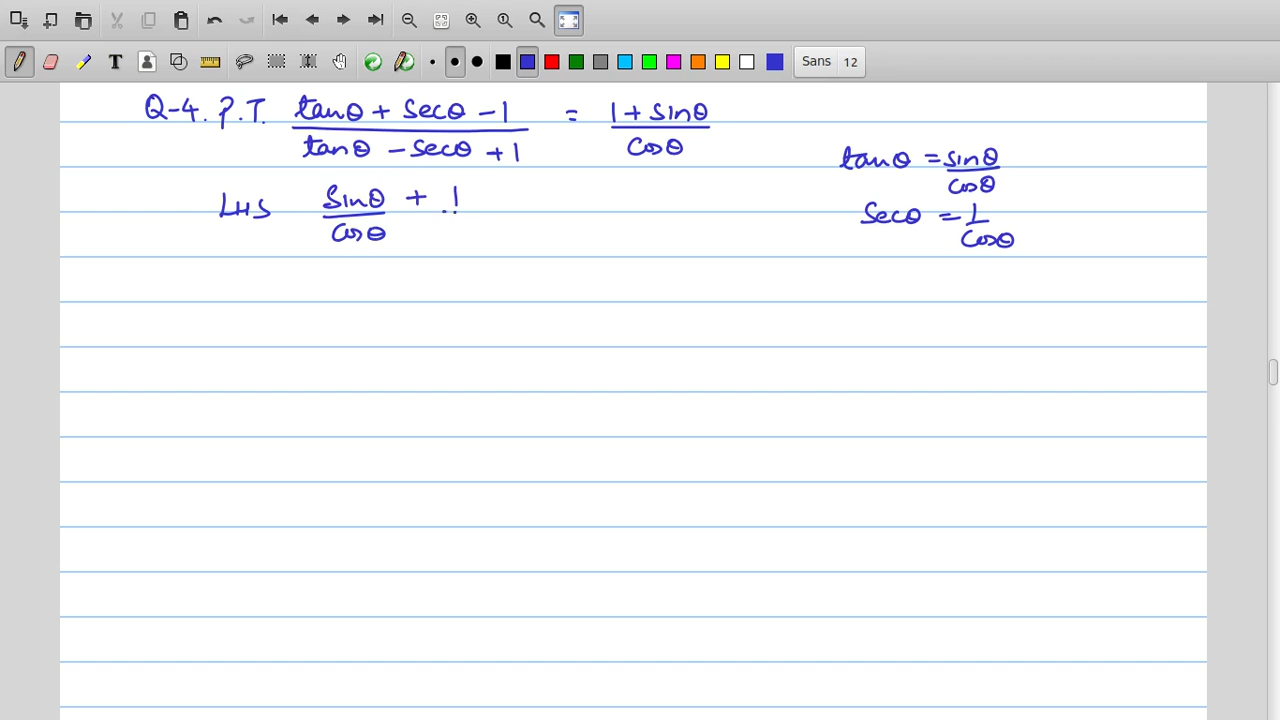 Sans 12
Q-4. P.T. tanθ + secθ - 1 = 1 + sinθ
tanθ - secθ + 1 cosθ
tanθ = sinθ
cosθ
LHS sinθ + 1
cosθ
secθ = 1
cosθ